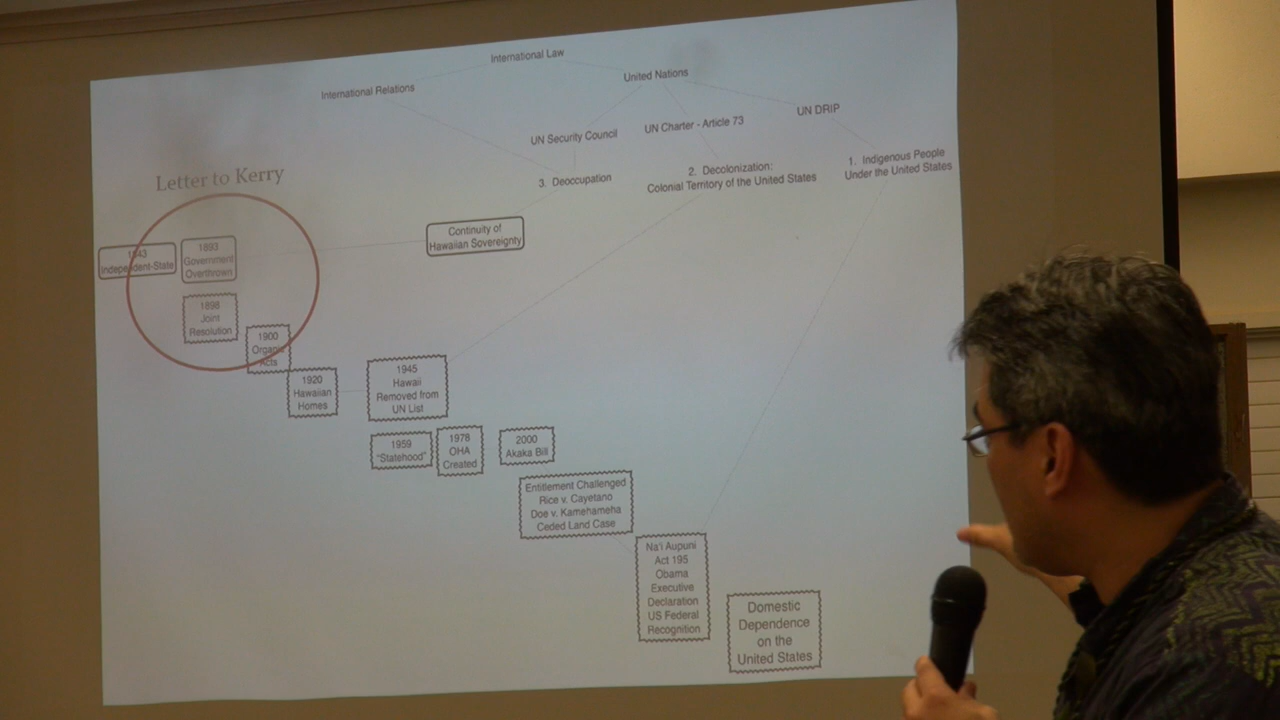 International Law
International Relations
United Nations
UN Security Council
UN Charter - Article 73
UN DRIP
3. Deoccupation
2. Decolonization:
Colonial Territory of the United States
1. Indigenous People
Under the United States
Letter to Kerry
1843
Independent-State
1893
Government
Overthrown
Continuity of
Hawaiian Sovereignty
1898
Joint
Resolution
1900
Organic
Acts
1920
Hawaiian
Homes
1945
Hawaii
Removed from
UN List
1959
"Statehood"
1978
OHA
Created
2000
Akaka Bill
Entitlement Challenged
Rice v. Cayetano
Doe v. Kamehameha
Ceded Land Case
Na'i Aupuni
Act 195
Obama
Executive
Declaration
US Federal
Recognition
Domestic
Dependence
on the
United States